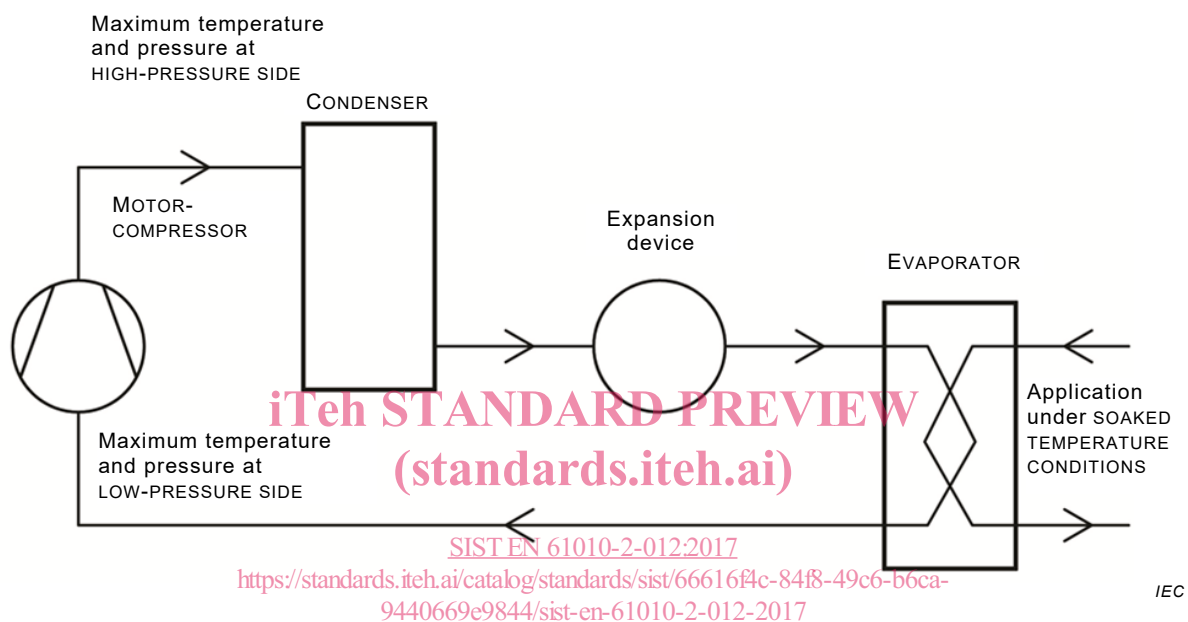 Maximum temperature
and pressure at
HIGH-PRESSURE SIDE
CONDENSER
MOTOR-
COMPRESSOR
Expansion
device
EVAPORATOR
Application
under SOAKED
TEMPERATURE
CONDITIONS
iTeh STANDARD PREVIEW
(standards.iteh.ai)
Maximum temperature
and pressure at
LOW-PRESSURE SIDE
SIST EN 61010-2-012:2017
https://standards.iteh.ai/catalog/standards/sist/66616f4c-84f8-49c6-b6ca-
9440669e9844/sist-en-61010-2-012-2017
IEC